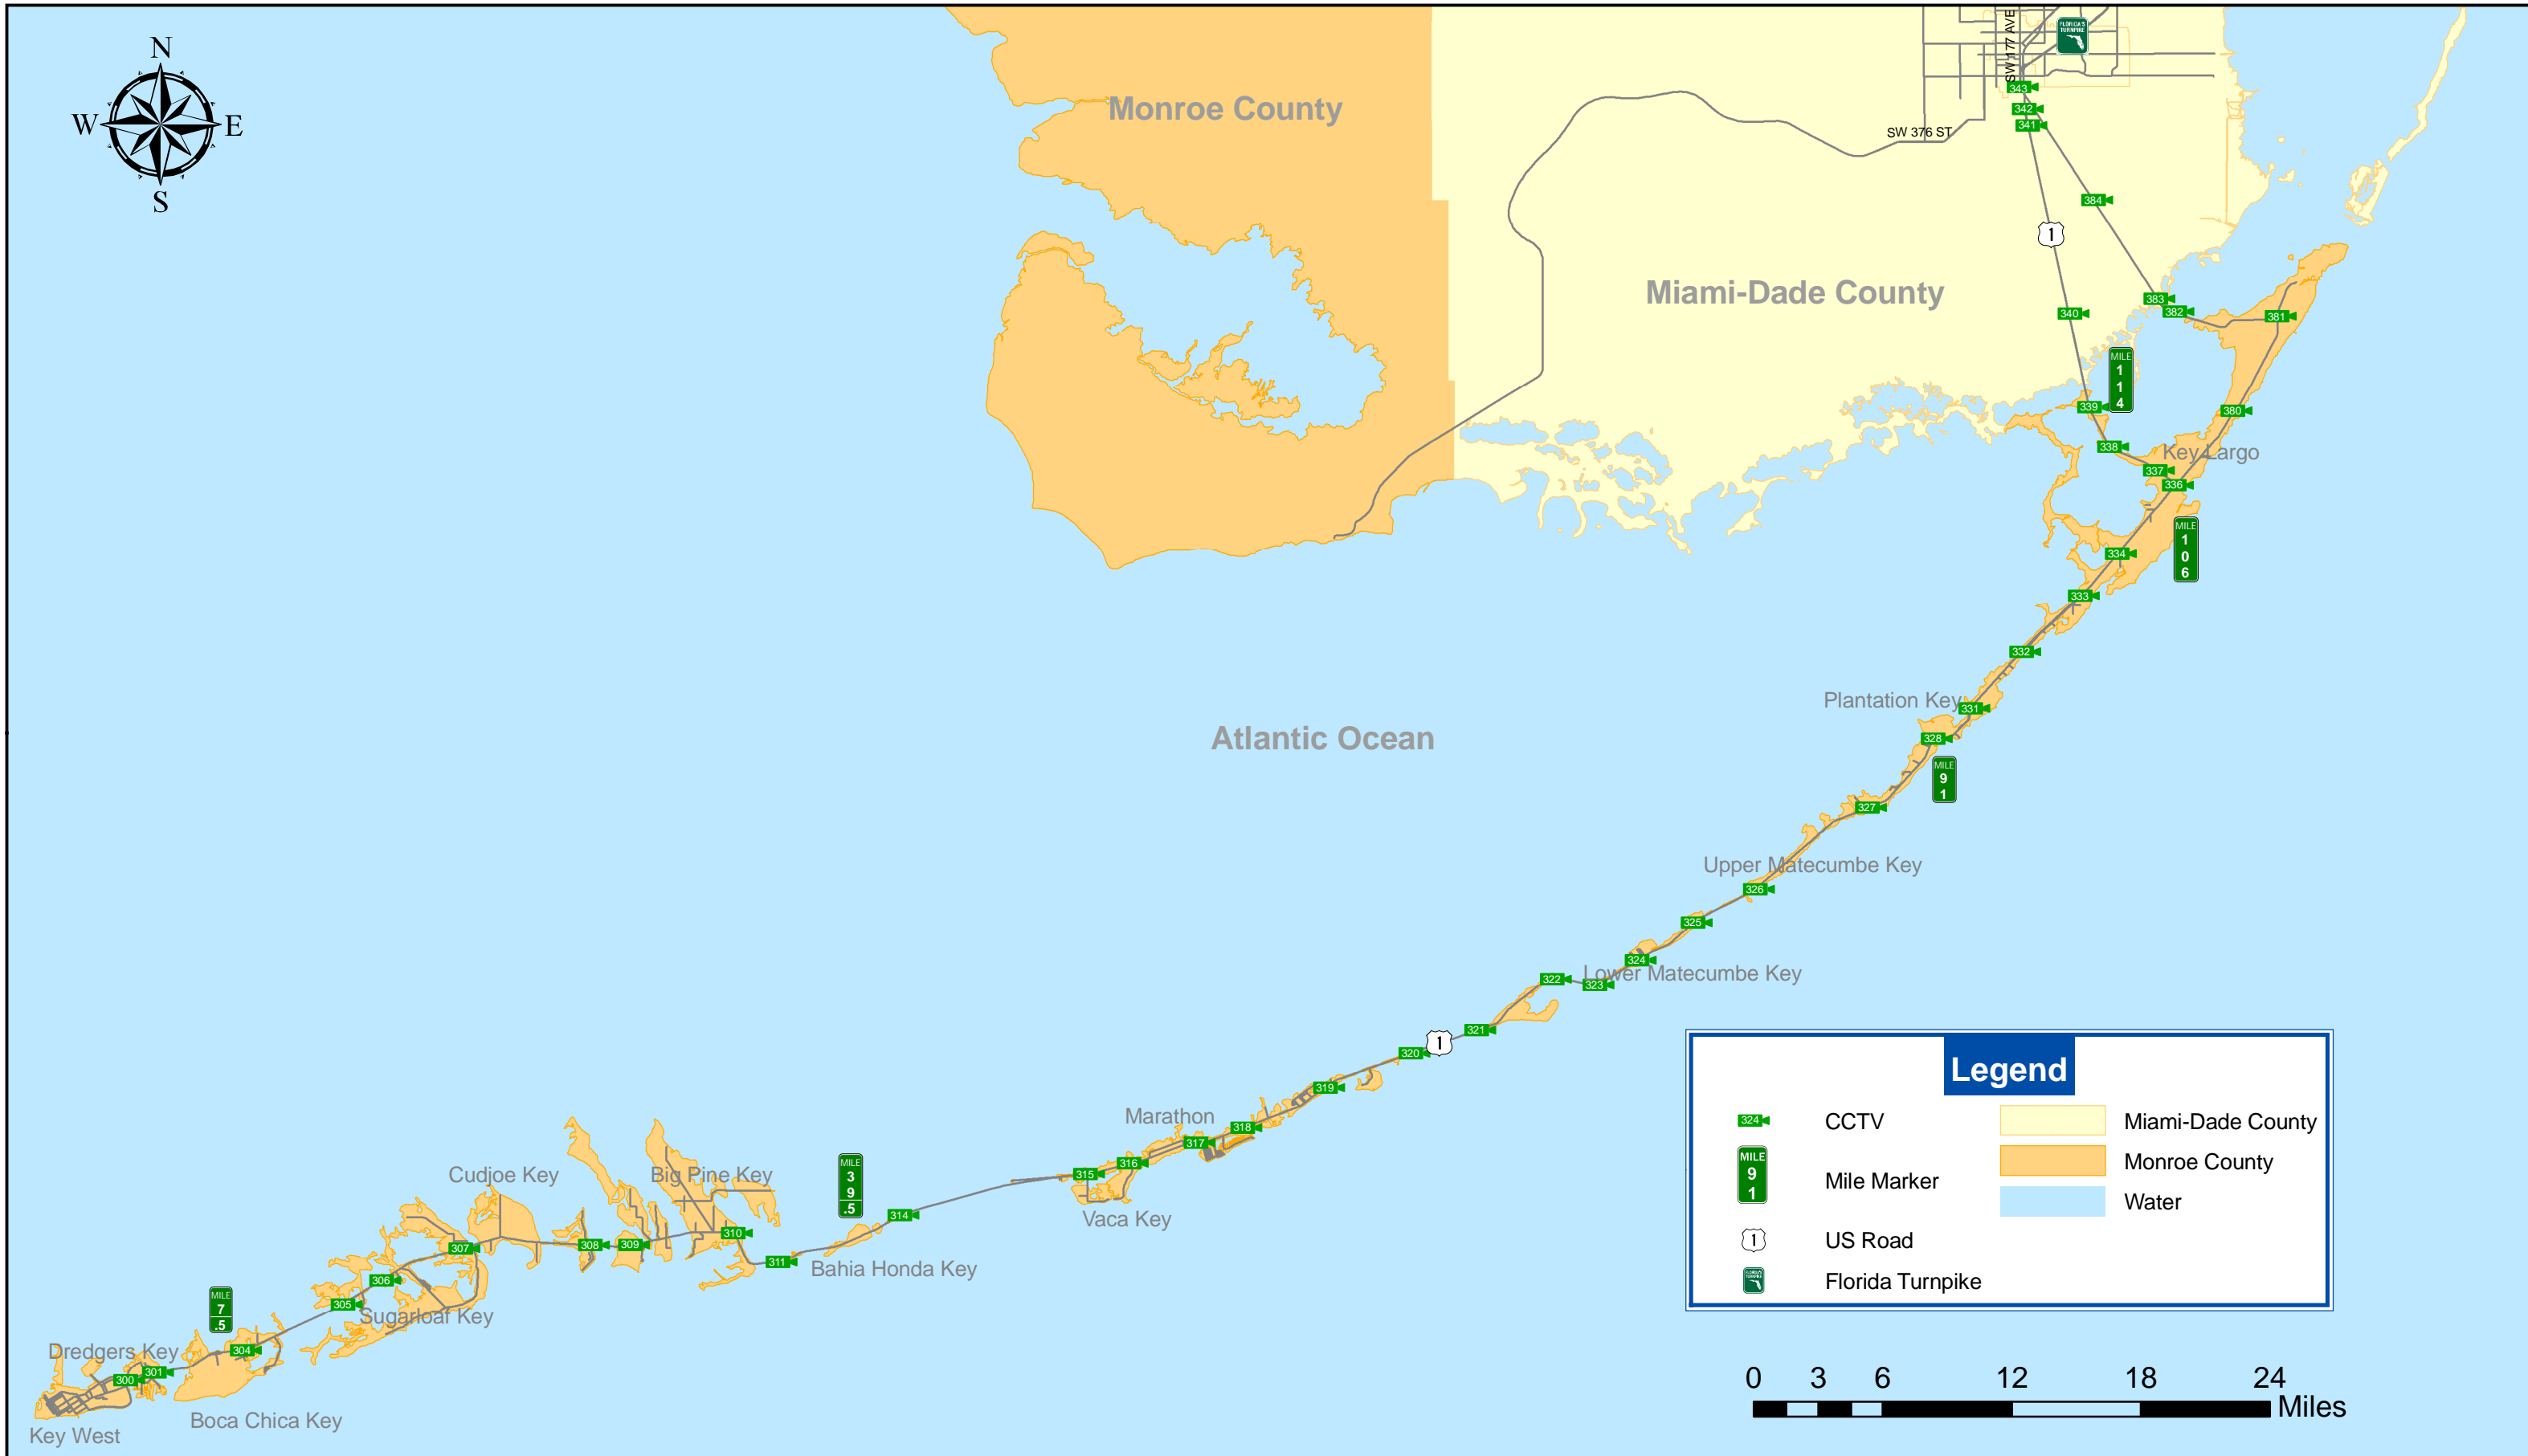 N
W
E
S
Monroe County
SW 177 AVE
FLORIDA'S
TURNPIKE
343
342
341
SW 376 ST
384
1
Miami-Dade County
383
382
340
381
MILE
1
1
4
339
380
338
Key Largo
337
336
MILE
1
0
6
334
333
332
Plantation Key
331
328
Atlantic Ocean
MILE
9
1
327
Upper Matecumbe Key
326
325
324
Lower Matecumbe Key
322
323
321
1
320
319
Marathon
318
317
316
315
Vaca Key
MILE
3
9
.5
314
Cudjoe Key
Big Pine Key
310
311
Bahia Honda Key
309
308
307
306
305
Sugarloaf Key
MILE
7
.5
304
Dredgers Key
301
300
Boca Chica Key
Key West
Legend
324
CCTV
MILE
9
1
Mile Marker
1
US Road
FLORIDA'S
TURNPIKE
Florida Turnpike
Miami-Dade County
Monroe County
Water
0 3 6 12 18 24
Miles